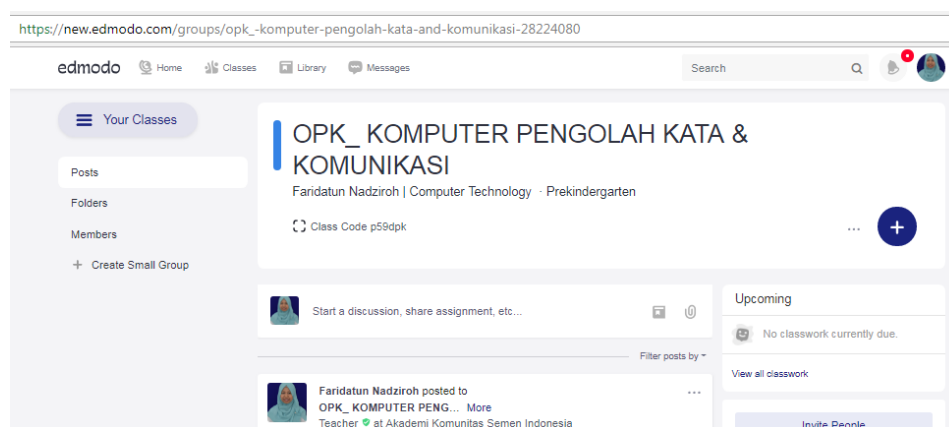 https://new.edmodo.com/groups/opk_-komputer-pengolah-kata-and-komunikasi-28224080
edmodo Home Classes Library Messages Search
Your Classes
Posts
Folders
Members
+ Create Small Group
OPK_ KOMPUTER PENGOLAH KATA &
KOMUNIKASI
Faridatun Nadziroh | Computer Technology · Prekindergarten
Class Code p59dpk
...
+
Start a discussion, share assignment, etc...
Filter posts by
Faridatun Nadziroh posted to
...
OPK_ KOMPUTER PENG... More
Teacher at Akademi Komunitas Semen Indonesia
Upcoming
No classwork currently due.
View all classwork
Invite People